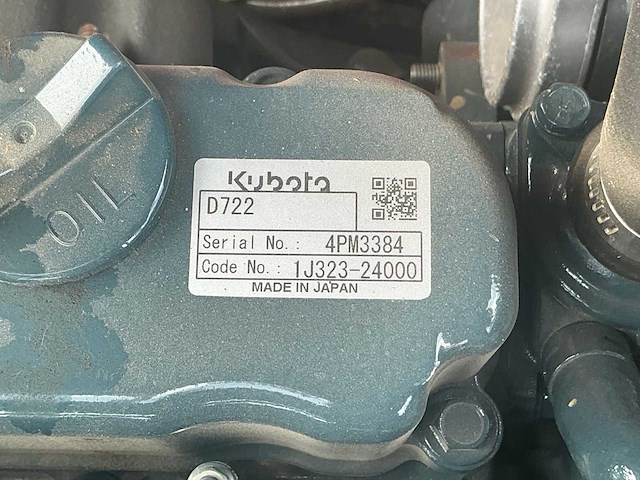 OIL
Kubota
D722
Serial No.: 4PM3384
Code No.: 1J323-24000
MADE IN JAPAN